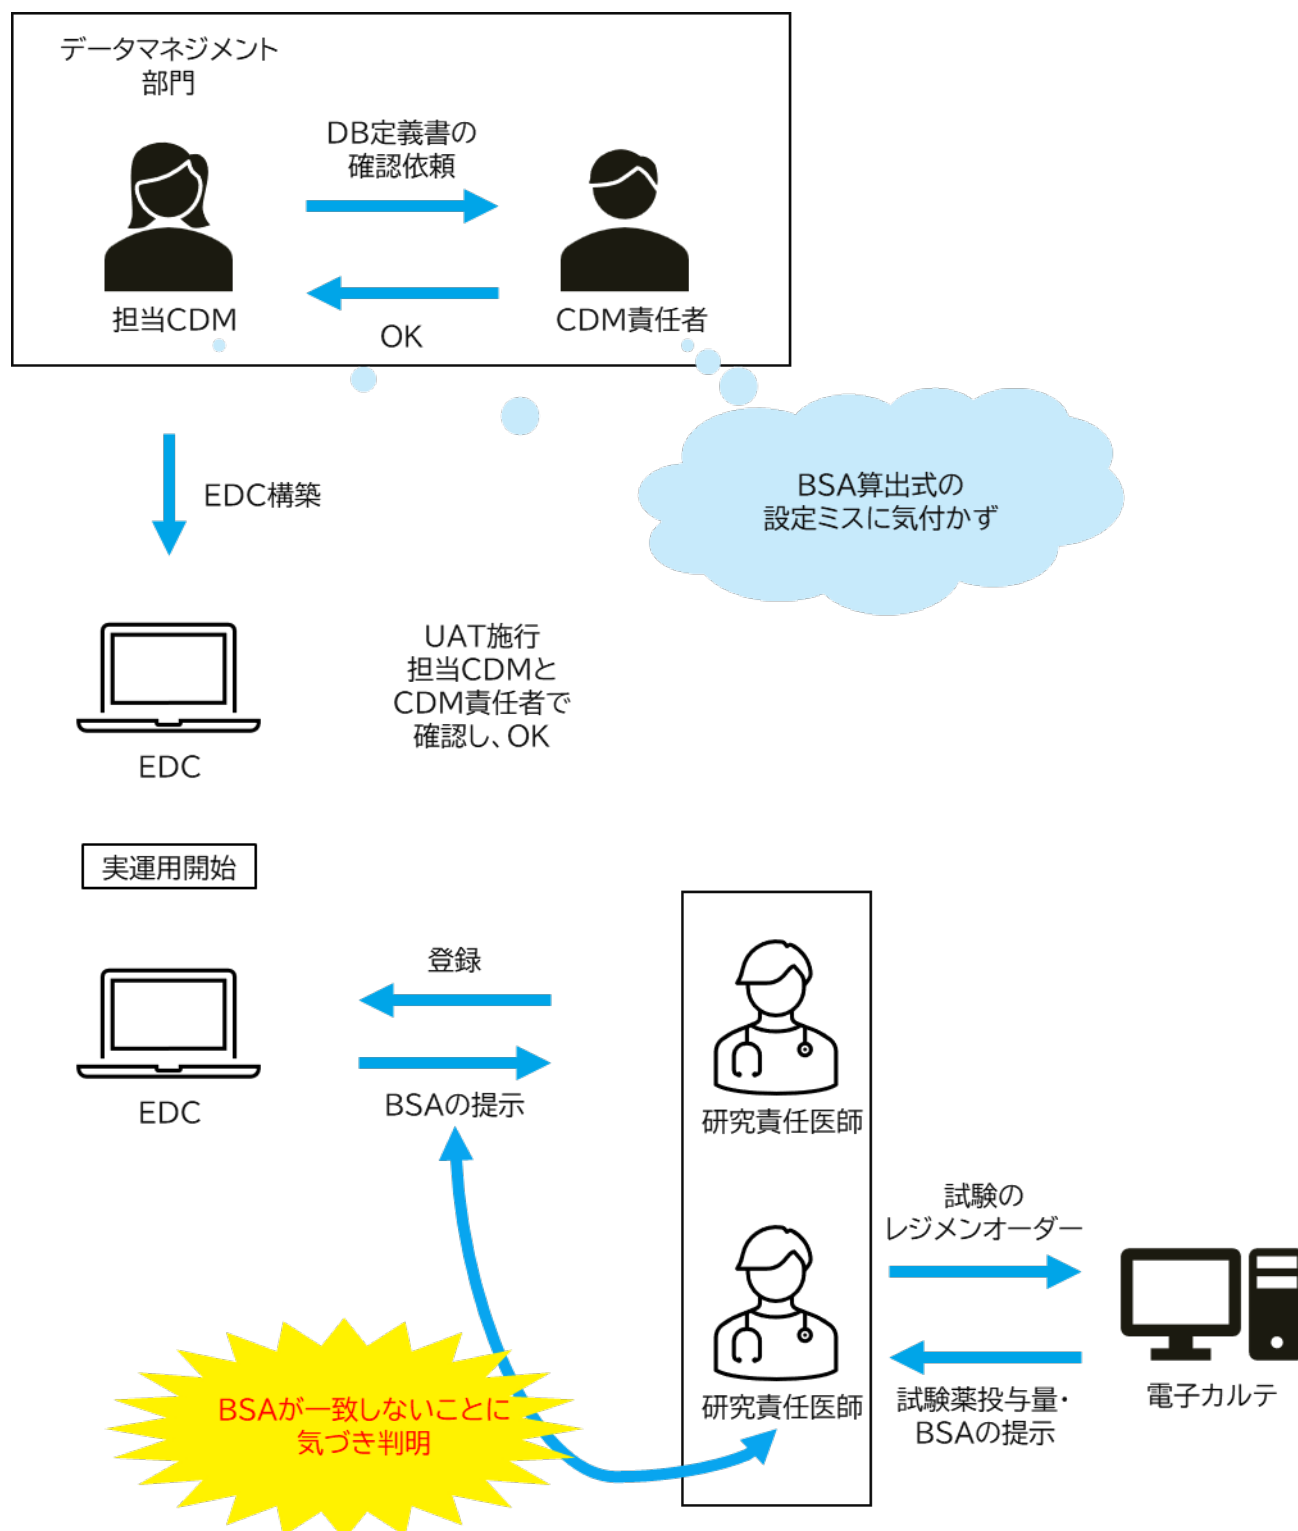 データマネジメント
部門
DB定義書の
確認依頼
担当CDM
OK
CDM責任者
BSA算出式の
設定ミスに気付かず
EDC構築
UAT施行
担当CDMと
CDM責任者で
確認し、OK
EDC
実運用開始
登録
BSAの提示
EDC
研究責任医師
試験の
レジメンオーダー
研究責任医師
試験薬投与量・
BSAの提示
電子カルテ
BSAが一致しないことに
気づき判明